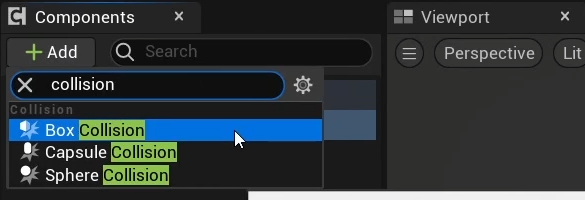 Components
Viewport
Add
Search
Perspective
Lit
collision
Collision
Box Collision
Capsule Collision
Sphere Collision